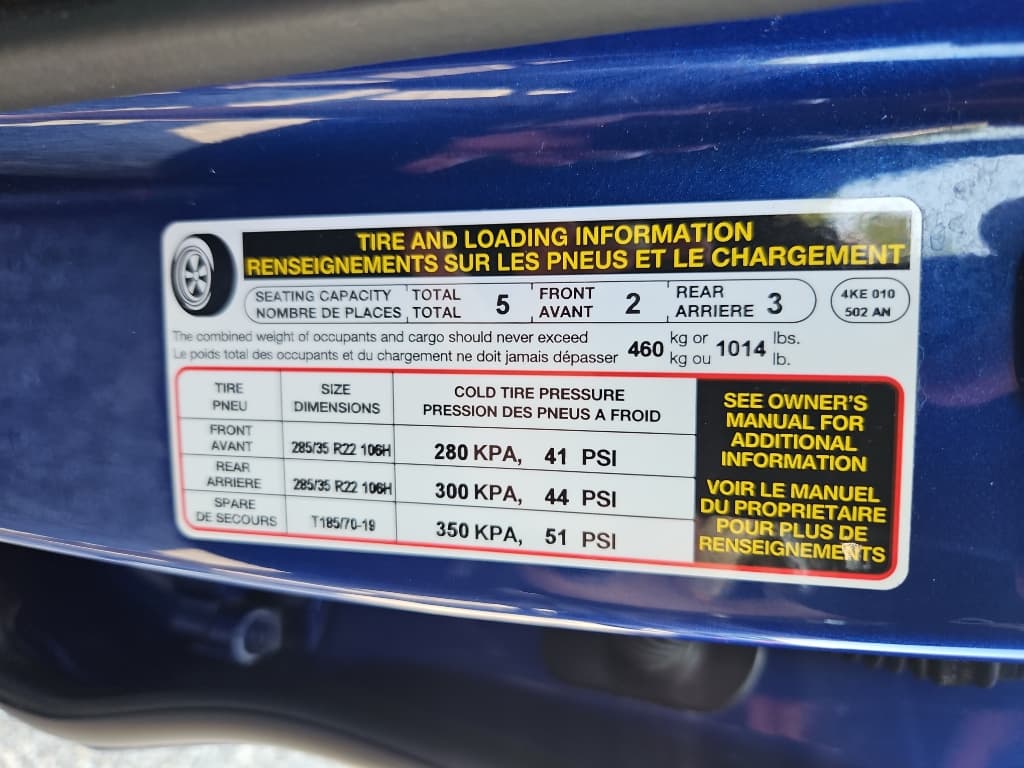 TIRE AND LOADING INFORMATION
RENSEIGNEMENTS SUR LES PNEUS ET LE CHARGEMENT
SEATING CAPACITY TOTAL 5 FRONT 2 REAR 3
NOMBRE DE PLACES TOTAL AVANT ARRIERE
4KE 010
502 AN
The combined weight of occupants and cargo should never exceed 460 kg or 1014 lbs.
Le poids total des occupants et du chargement ne doit jamais dépasser kg ou lb.
TIRE SIZE COLD TIRE PRESSURE
PNEU DIMENSIONS PRESSION DES PNEUS A FROID
FRONT
AVANT 285/35 R22 106H 280 KPA, 41 PSI
REAR
ARRIERE 285/35 R22 106H 300 KPA, 44 PSI
SPARE
DE SECOURS T185/70-19 350 KPA, 51 PSI
SEE OWNER'S
MANUAL FOR
ADDITIONAL
INFORMATION
VOIR LE MANUEL
DU PROPRIETAIRE
POUR PLUS DE
RENSEIGNEMENTS